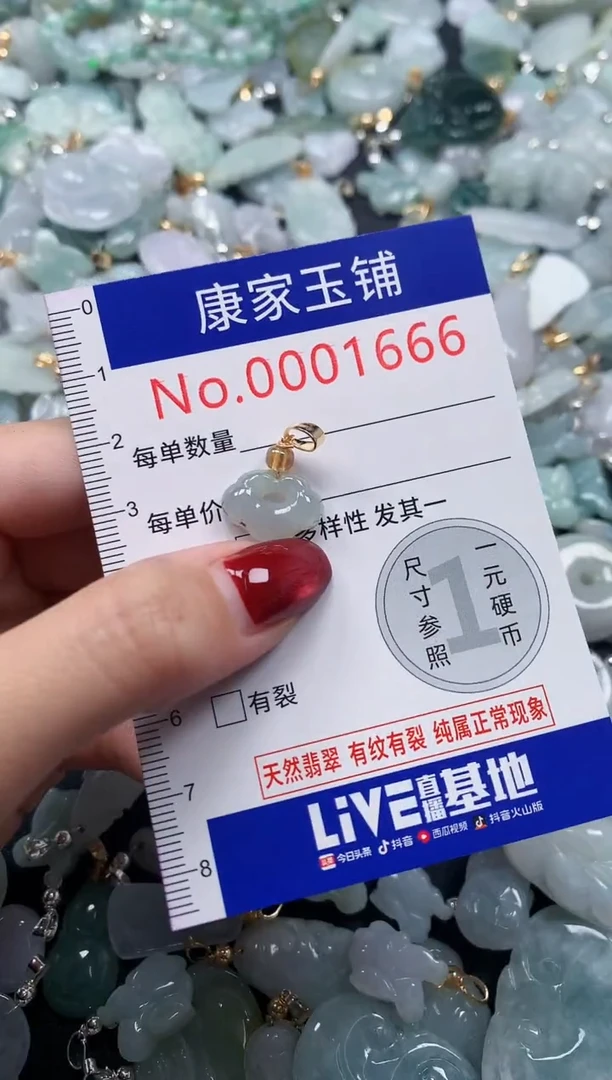 康家玉铺
No.0001666
0
1
2
3
6
7
8
每单数量
每单价
多样性 发其一
尺寸参照
1
一元硬币
有裂
天然翡翠 有纹有裂 纯属正常现象
LiVE直播基地
今日头条 抖音 西瓜视频 抖音火山版